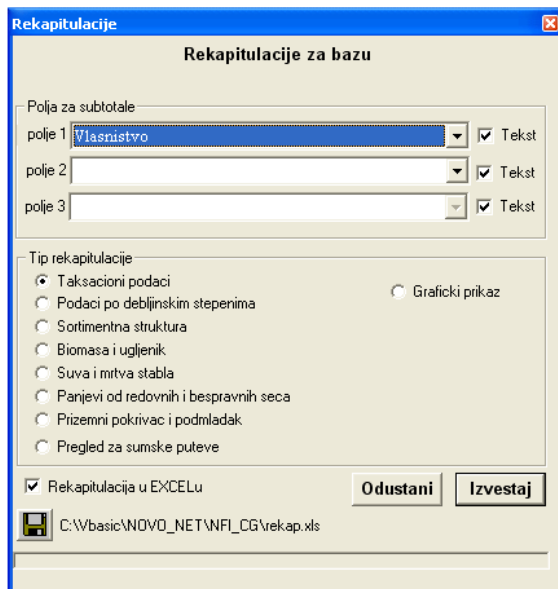 Rekapitulacije
Rekapitulacije za bazu
Polja za subtotale
polje 1 Vlasnistvo Tekst
polje 2 Tekst
polje 3 Tekst
Tip rekapitulacije
Taksacioni podaci
Graficki prikaz
Podaci po debljinskim stepenima
Sortimentna struktura
Biomasa i ugljenik
Suva i mrtva stabla
Panjevi od redovnih i bespravnih seca
Prizemni pokrivac i podmladak
Pregled za sumske puteve
Rekapitulacija u EXCELu
Odustani Izvestaj
C:\Vbasic\NOVO_NET\NFI_CG\rekap.xls